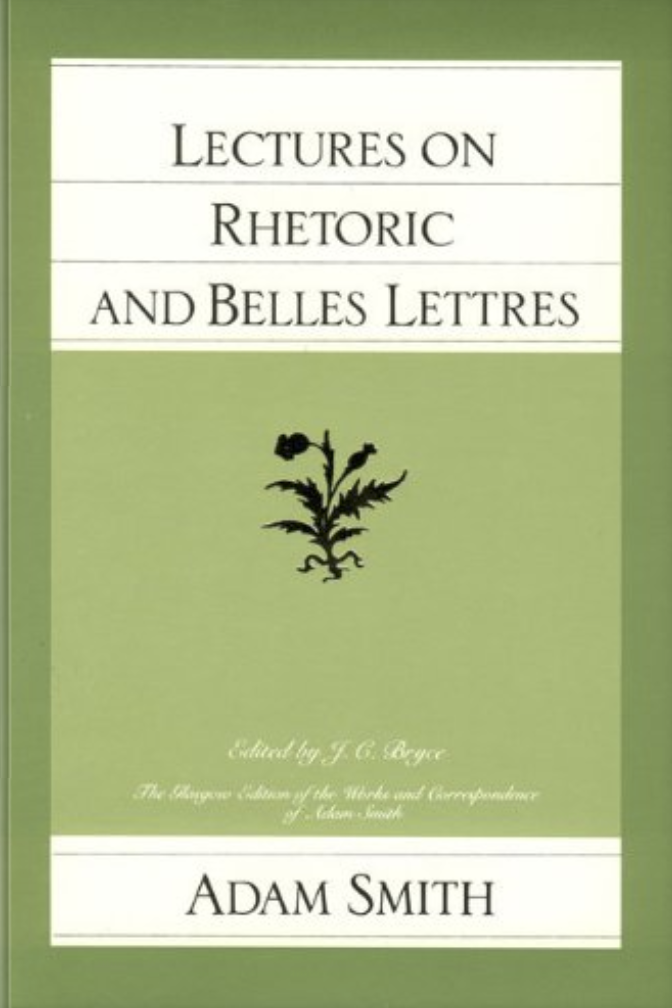 LECTURES ON
RHETORIC
AND BELLES LETTRES
Edited by J. C. Bryce
The Glasgow Edition of the Works and Correspondence
of Adam Smith
ADAM SMITH